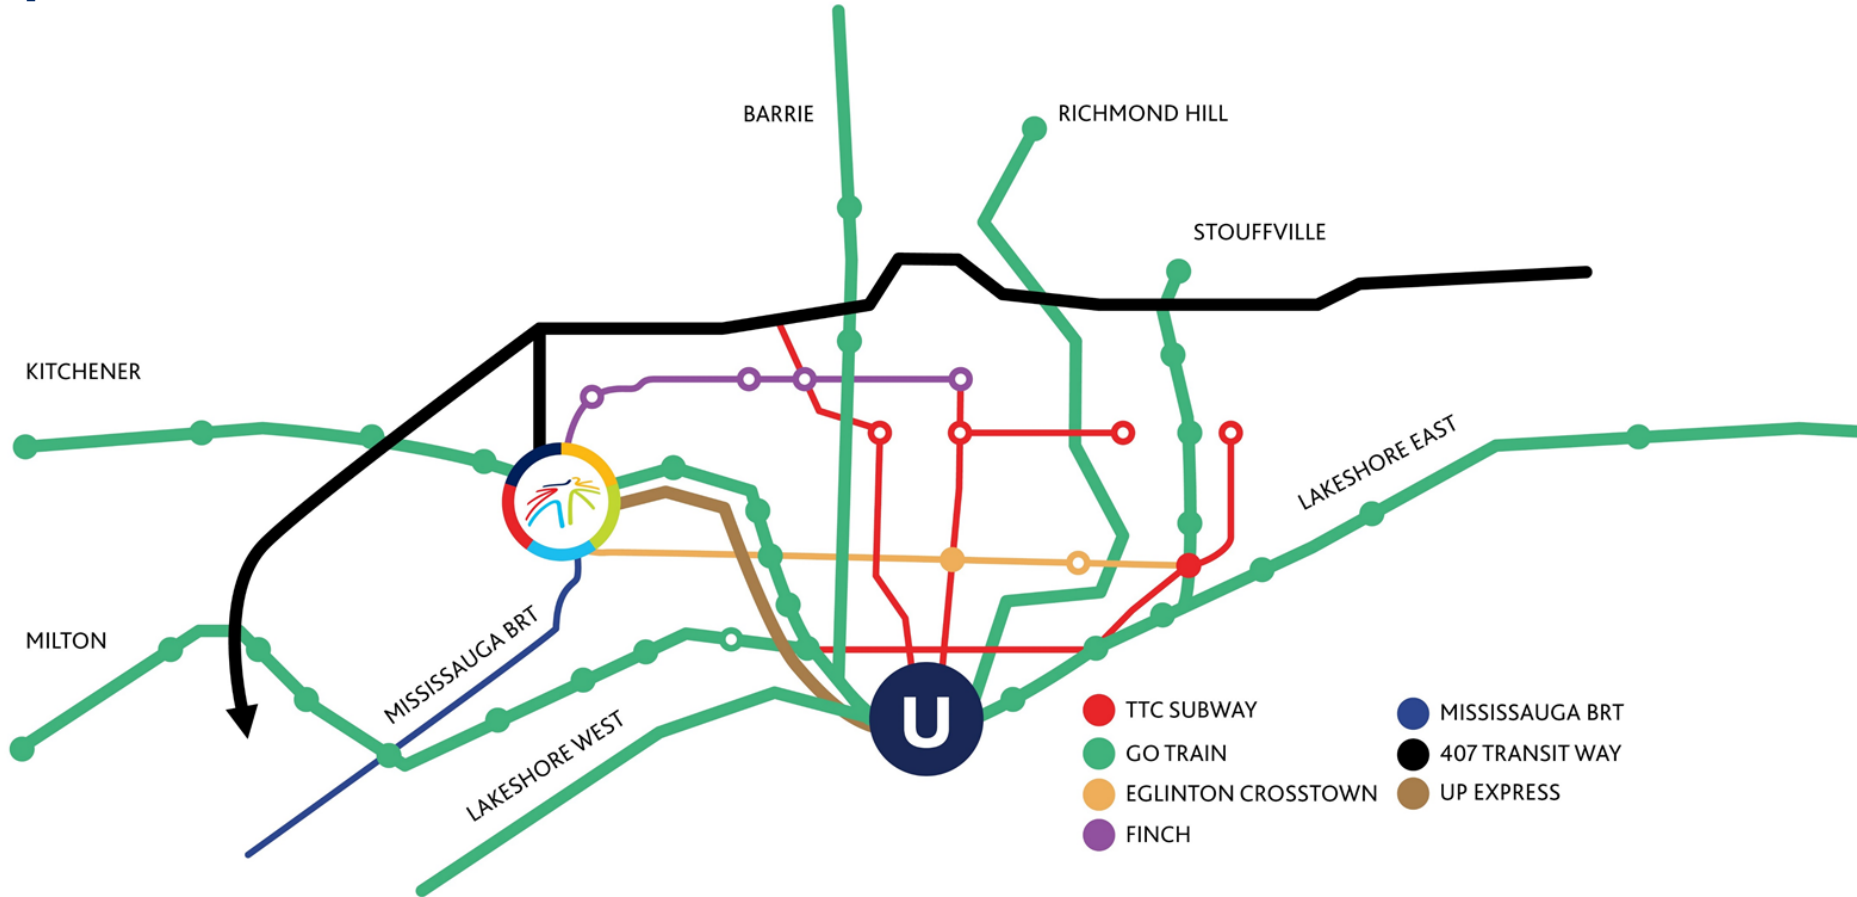 BARRIE
RICHMOND HILL
STOUFFVILLE
KITCHENER
LAKESHORE EAST
MILTON
MISSISSAUGA BRT
LAKESHORE WEST
U
TTC SUBWAY
GO TRAIN
EGLINTON CROSSTOWN
FINCH
MISSISSAUGA BRT
407 TRANSIT WAY
UP EXPRESS